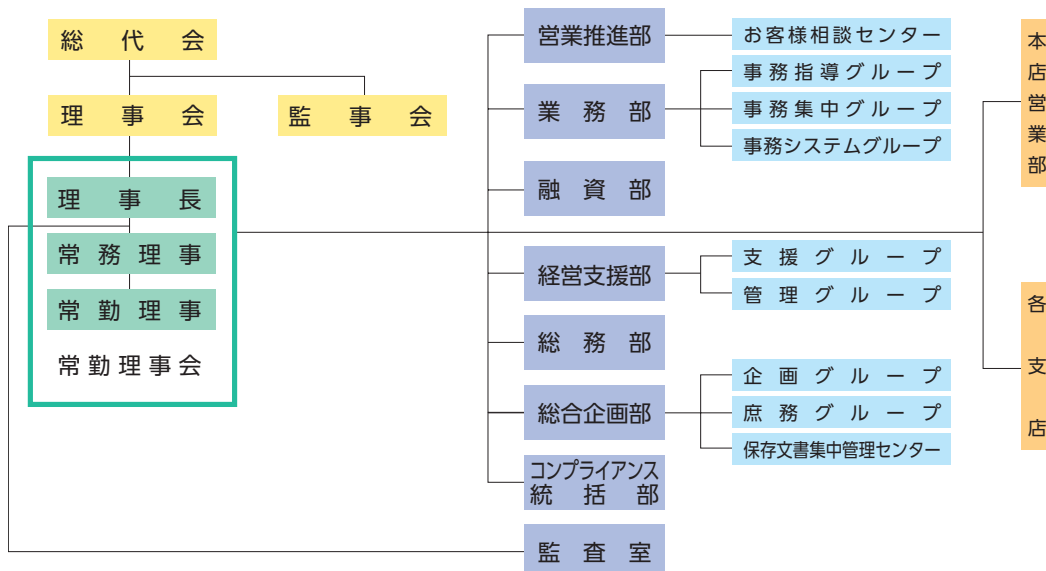 総代会
理事会
監事会
理事長
常務理事
常勤理事
常勤理事会
営業推進部
お客様相談センター
業務部
事務指導グループ
事務集中グループ
事務システムグループ
融資部
経営支援部
支援グループ
管理グループ
総務部
総合企画部
企画グループ
庶務グループ
保存文書集中管理センター
コンプライアンス
統括部
監査室
本店営業部
各支店